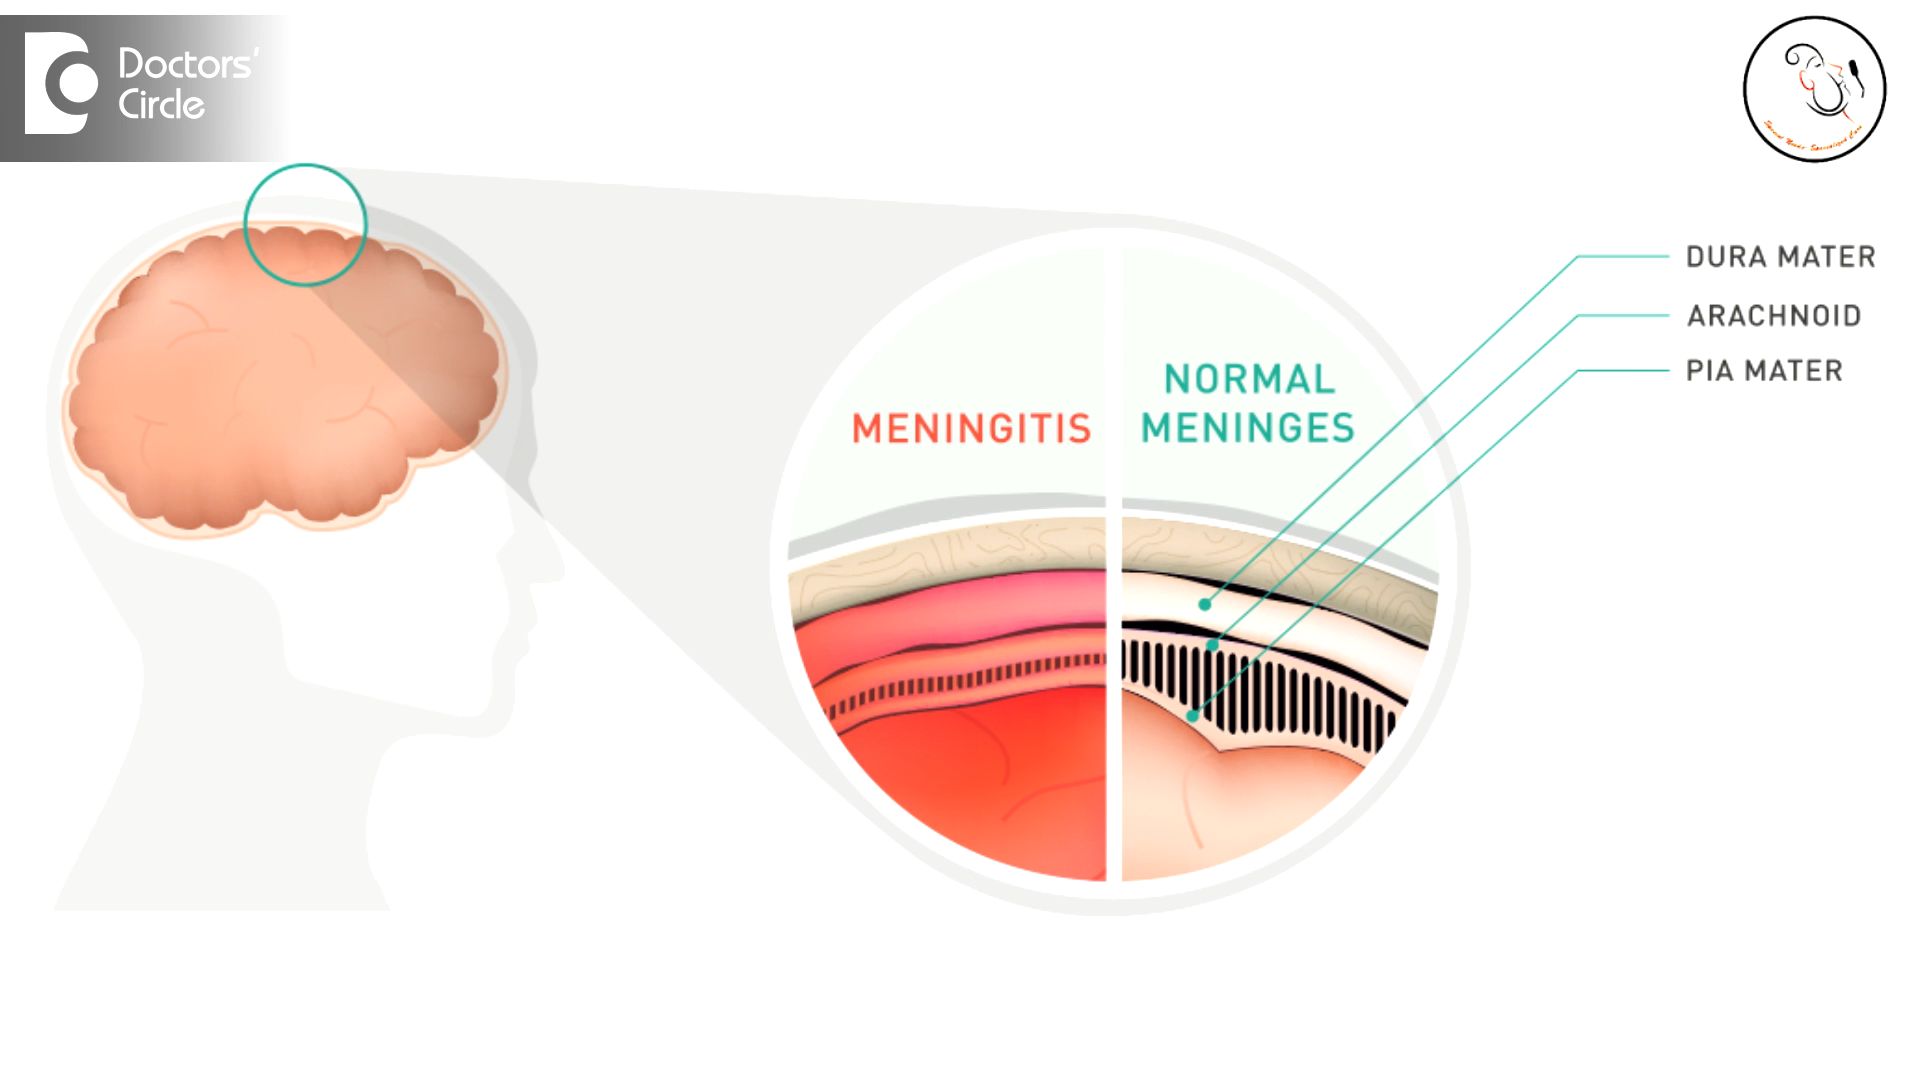 Doctors'
Circle
DURA MATER
ARACHNOID
PIA MATER
MENINGITIS
NORMAL
MENINGES